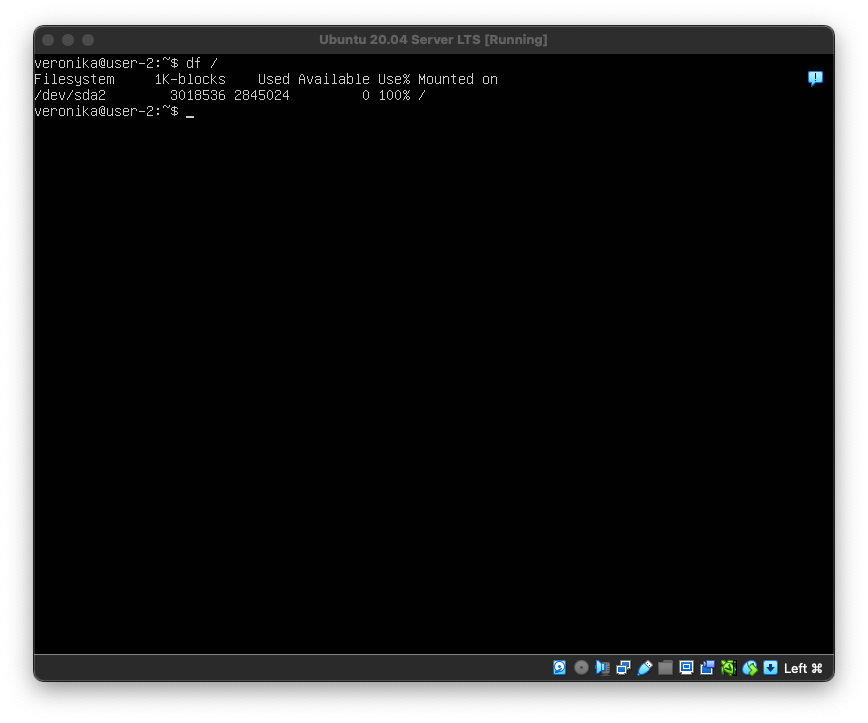 Ubuntu 20.04 Server LTS [Running]
veronika@user-2:~$ df /
Filesystem     1K-blocks    Used Available Use% Mounted on
/dev/sda2        3018536 2845024         0 100% /
veronika@user-2:~$ _
Left ⌘